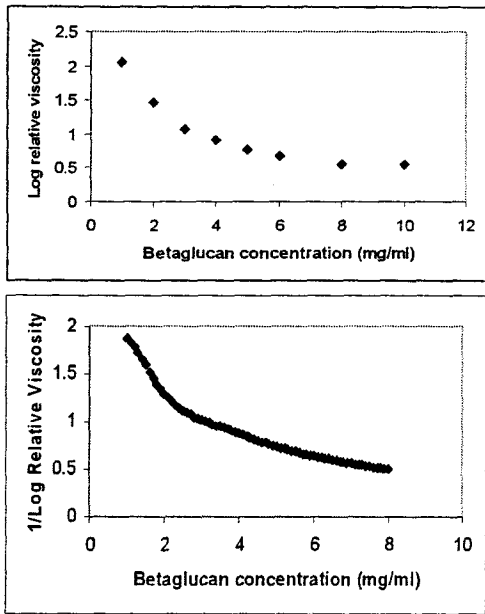 2.5
2
1.5
1
0.5
0
Log relative viscosity
0 2 4 6 8 10 12
Betaglucan concentration (mg/ml)
2
1.5
1
0.5
0
1/Log Relative Viscosity
0 2 4 6 8 10
Betaglucan concentration (mg/ml)